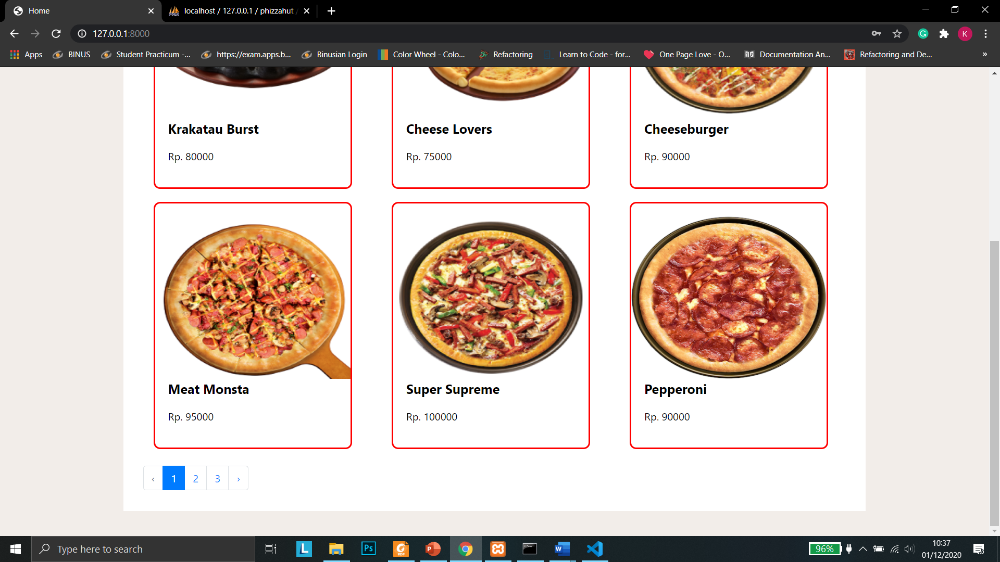 Home
localhost / 127.0.0.1 / phizzahut /
127.0.0.1:8000
K
Apps
BINUS
Student Practicum -...
https://exam.apps.b...
Binusian Login
Color Wheel - Colo...
Refactoring
Learn to Code - for...
One Page Love - O...
Documentation An...
Refactoring and De...
»
Krakatau Burst
Rp. 80000
Cheese Lovers
Rp. 75000
Cheeseburger
Rp. 90000
Meat Monsta
Rp. 95000
Super Supreme
Rp. 100000
Pepperoni
Rp. 90000
‹ 1 2 3 ›
Type here to search
96%
10:37
01/12/2020